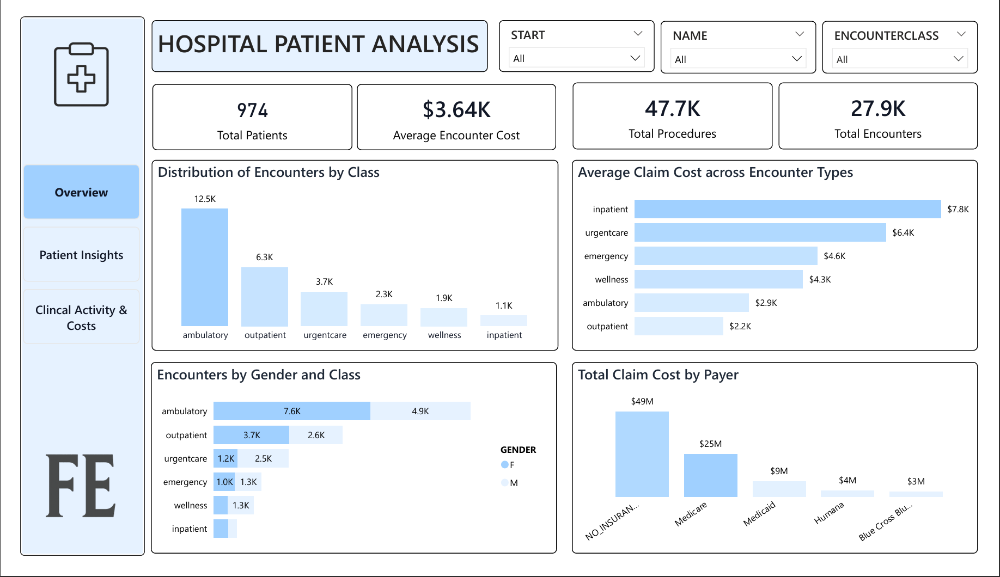 HOSPITAL PATIENT ANALYSIS
START
All
NAME
All
ENCOUNTERCLASS
All
974
Total Patients
$3.64K
Average Encounter Cost
47.7K
Total Procedures
27.9K
Total Encounters
Overview
Patient Insights
Clincal Activity &
Costs
FE
Distribution of Encounters by Class
12.5K
6.3K
3.7K
2.3K
1.9K
1.1K
ambulatory
outpatient
urgentcare
emergency
wellness
inpatient
Average Claim Cost across Encounter Types
inpatient $7.8K
urgentcare $6.4K
emergency $4.6K
wellness $4.3K
ambulatory $2.9K
outpatient $2.2K
Encounters by Gender and Class
ambulatory 7.6K 4.9K
outpatient 3.7K 2.6K
urgentcare 1.2K 2.5K
emergency 1.0K 1.3K
wellness 1.3K
inpatient
GENDER
F
M
Total Claim Cost by Payer
$49M
$25M
$9M
$4M
$3M
NO_INSURAN...
Medicare
Medicaid
Humana
Blue Cross Blu...